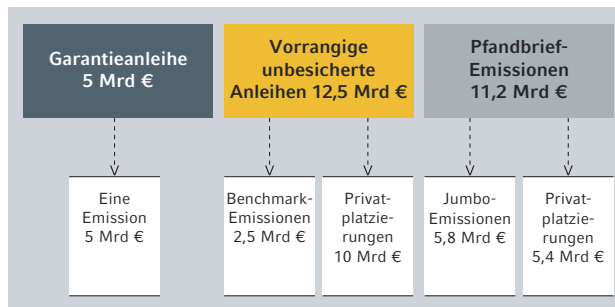 Garantieanleihe
5 Mrd €
Vorrangige
unbesicherte
Anleihen 12,5 Mrd €
Pfandbrief-
Emissionen
11,2 Mrd €
Eine
Emission
5 Mrd €
Benchmark-
Emissionen
2,5 Mrd €
Privat-
platzie-
rungen
10 Mrd €
Jumbo-
Emissionen
5,8 Mrd €
Privat-
platzie-
rungen
5,4 Mrd €